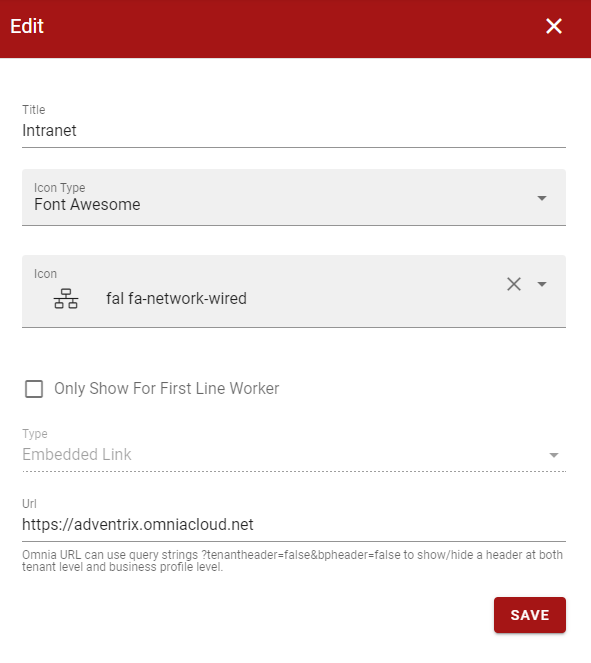 Edit
Title
Intranet
Icon Type
Font Awesome
Icon
fal fa-network-wired
Only Show For First Line Worker
Type
Embedded Link
Url
https://adventrix.omniacloud.net
Omnia URL can use query strings ?tenantheader=false&bpheader=false to show/hide a header at both
tenant level and business profile level.
SAVE